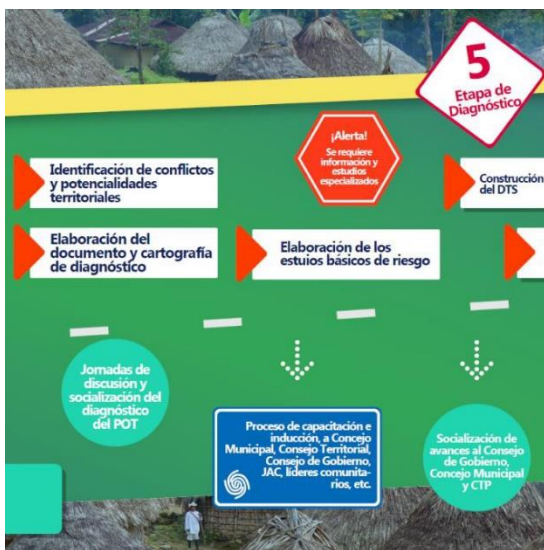 5
Etapa de
Diagnóstico
¡Alerta!
Se requiere
información y
estudios
especializados
Identificación de conflictos
y potencialidades
territoriales
Construcción
del DTS
Elaboración del
documento y cartografía
de diagnóstico
Elaboración de los
estuios básicos de riesgo
Jornadas de
discusión y
socialización del
diagnóstico
del POT
Proceso de capacitación e
inducción, a Concejo
Municipal, Consejo Territorial,
Consejo de Gobierno,
JAC, líderes comunita-
rios, etc.
Socialización de
avances al Consejo
de Gobierno,
Concejo Municipal
y CTP